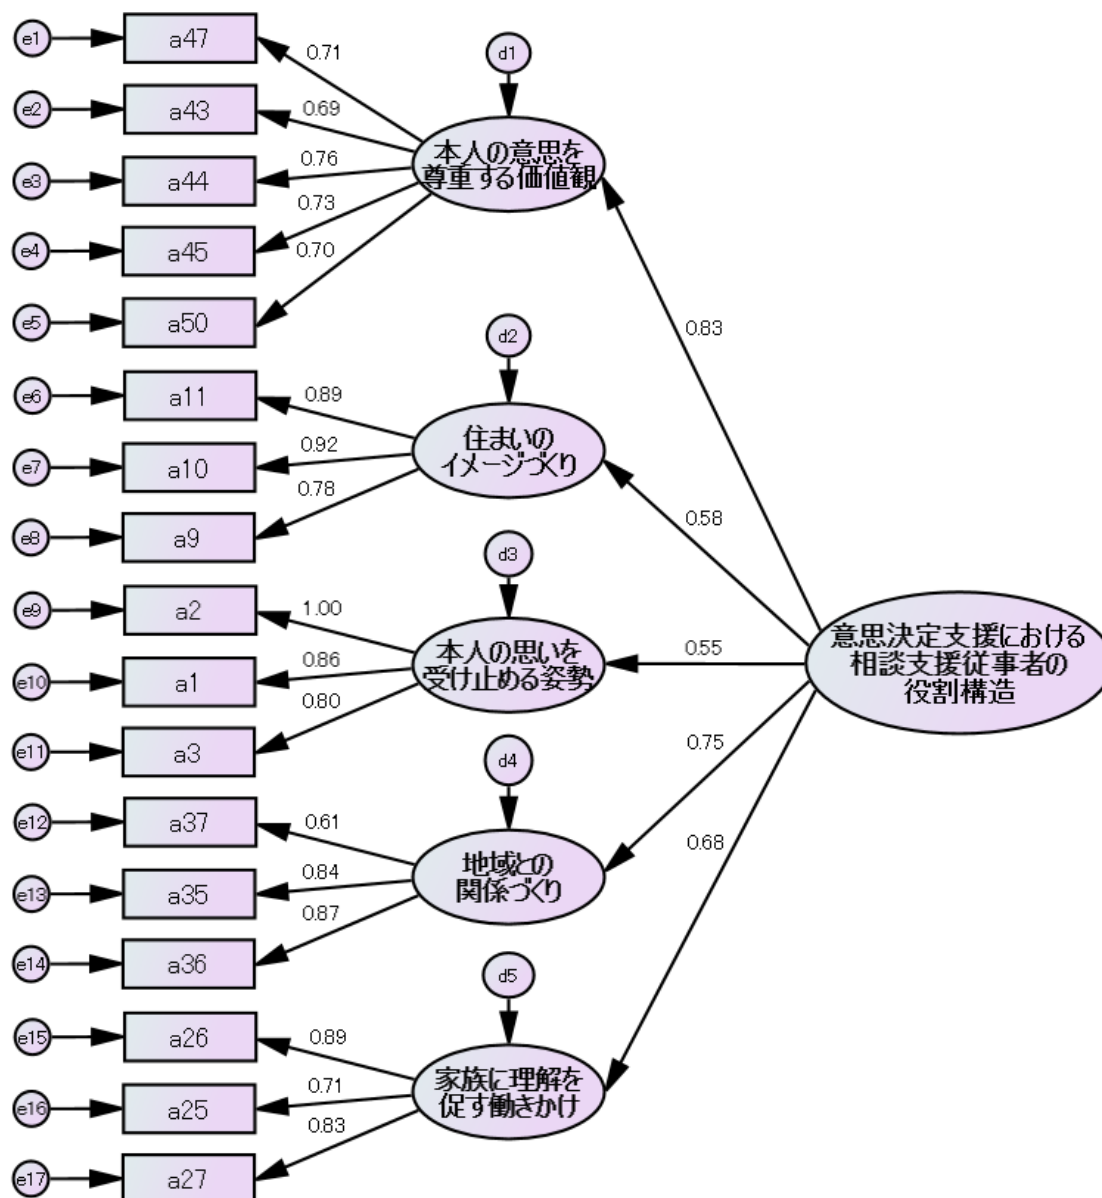 e1
a47
0.71
d1
e2
a43
0.69
本人の意思を
尊重する価値観
e3
a44
0.76
e4
a45
0.73
e5
a50
0.70
0.83
e6
a11
0.89
d2
e7
a10
0.92
住まいの
イメージづくり
e8
a9
0.78
0.58
e9
a2
1.00
d3
e10
a1
0.86
本人の思いを
受け止める姿勢
e11
a3
0.80
0.55
意思決定支援における
相談支援従事者の
役割構造
e12
a37
0.61
d4
e13
a35
0.84
地域との
関係づくり
e14
a36
0.87
0.75
e15
a26
0.89
d5
e16
a25
0.71
家族に理解を
促す働きかけ
e17
a27
0.83
0.68